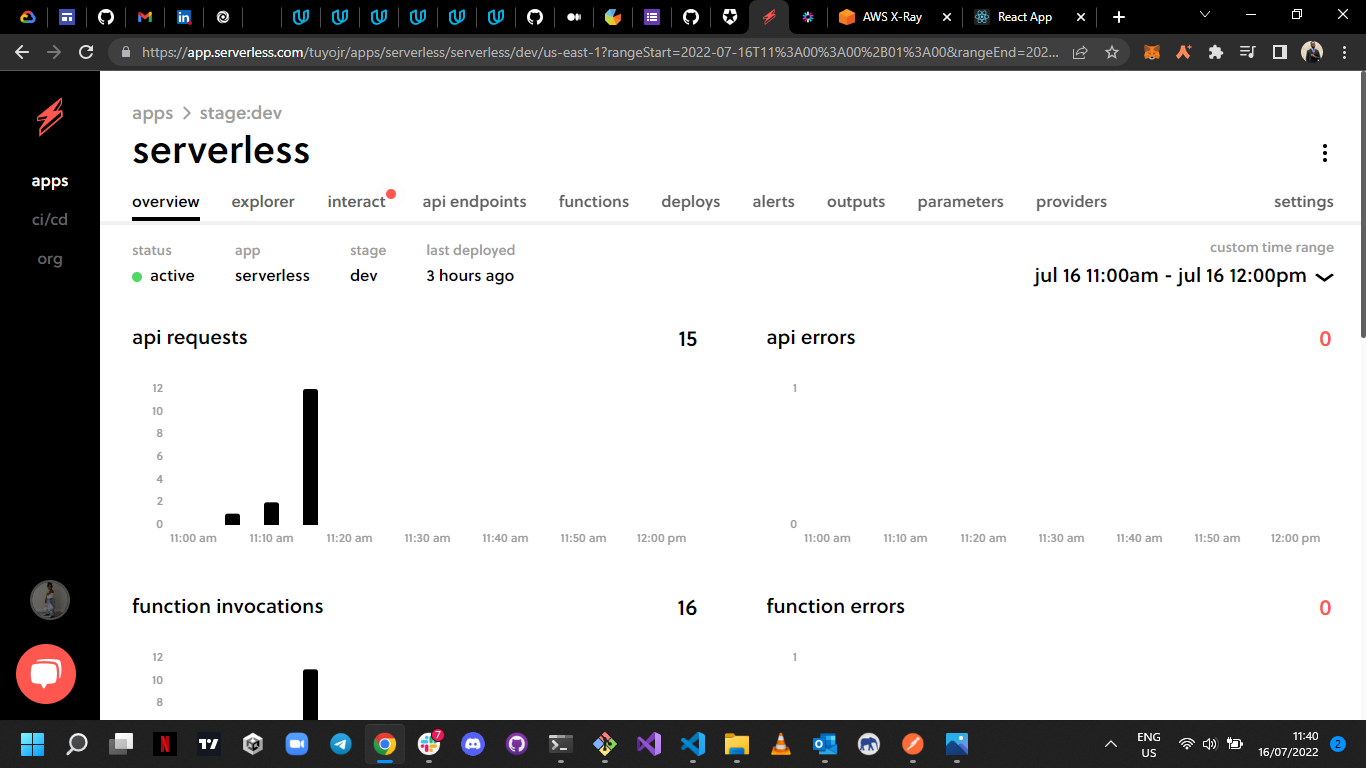 AWS X-Ray
React App
https://app.serverless.com/tuyojr/apps/serverless/serverless/dev/us-east-1?rangeStart=2022-07-16T11%3A00%3A00%2B01%3A00&rangeEnd=202...
apps > stage:dev
serverless
apps
ci/cd
org
overview explorer interact api endpoints functions deploys alerts outputs parameters providers settings
status app stage last deployed custom time range
active serverless dev 3 hours ago jul 16 11:00am - jul 16 12:00pm
api requests 15
12
10
8
6
4
2
0
11:00 am 11:10 am 11:20 am 11:30 am 11:40 am 11:50 am 12:00 pm
api errors 0
1
0
11:00 am 11:10 am 11:20 am 11:30 am 11:40 am 11:50 am 12:00 pm
function invocations 16
12
10
8
function errors 0
1
7
ENG
US
11:40
16/07/2022
2